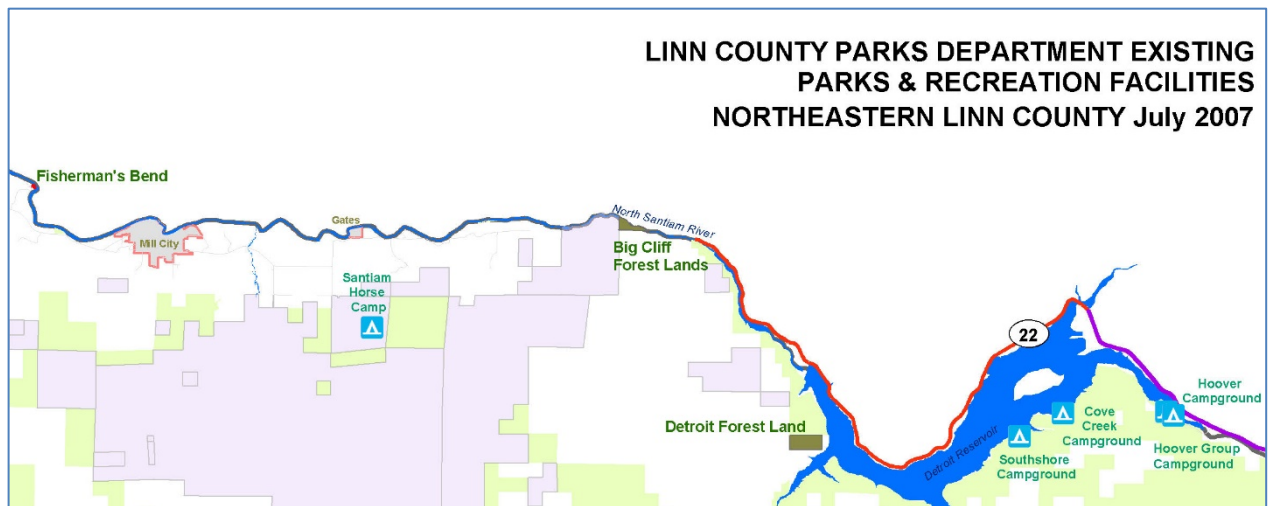 LINN COUNTY PARKS DEPARTMENT EXISTING
PARKS & RECREATION FACILITIES
NORTHEASTERN LINN COUNTY July 2007
Fisherman's Bend
Mill City
Gates
North Santiam River
Big Cliff
Forest Lands
Santiam
Horse
Camp
22
Detroit Forest Land
Detroit Reservoir
Southshore
Campground
Cove
Creek
Campground
Hoover
Campground
Hoover Group
Campground